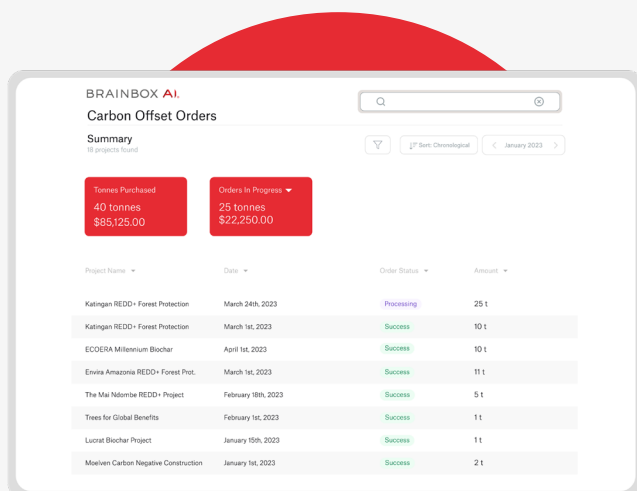 BRAINBOX AI.
Carbon Offset Orders
Summary
18 projects found
Sort: Chronological
January 2023
Tonnes Purchased
40 tonnes
$85,125.00
Orders In Progress
25 tonnes
$22,250.00
Project Name Date Order Status Amount
Katingan REDD+ Forest Protection March 24th, 2023 Processing 25 t
Katingan REDD+ Forest Protection March 1st, 2023 Success 10 t
ECOERA Millennium Biochar April 1st, 2023 Success 10 t
Envira Amazonia REDD+ Forest Prot. March 1st, 2023 Success 11 t
The Mai Ndombe REDD+ Project February 18th, 2023 Success 5 t
Trees for Global Benefits February 1st, 2023 Success 1 t
Lucrat Biochar Project January 15th, 2023 Success 1 t
Moelven Carbon Negative Construction January 1st, 2023 Success 2 t